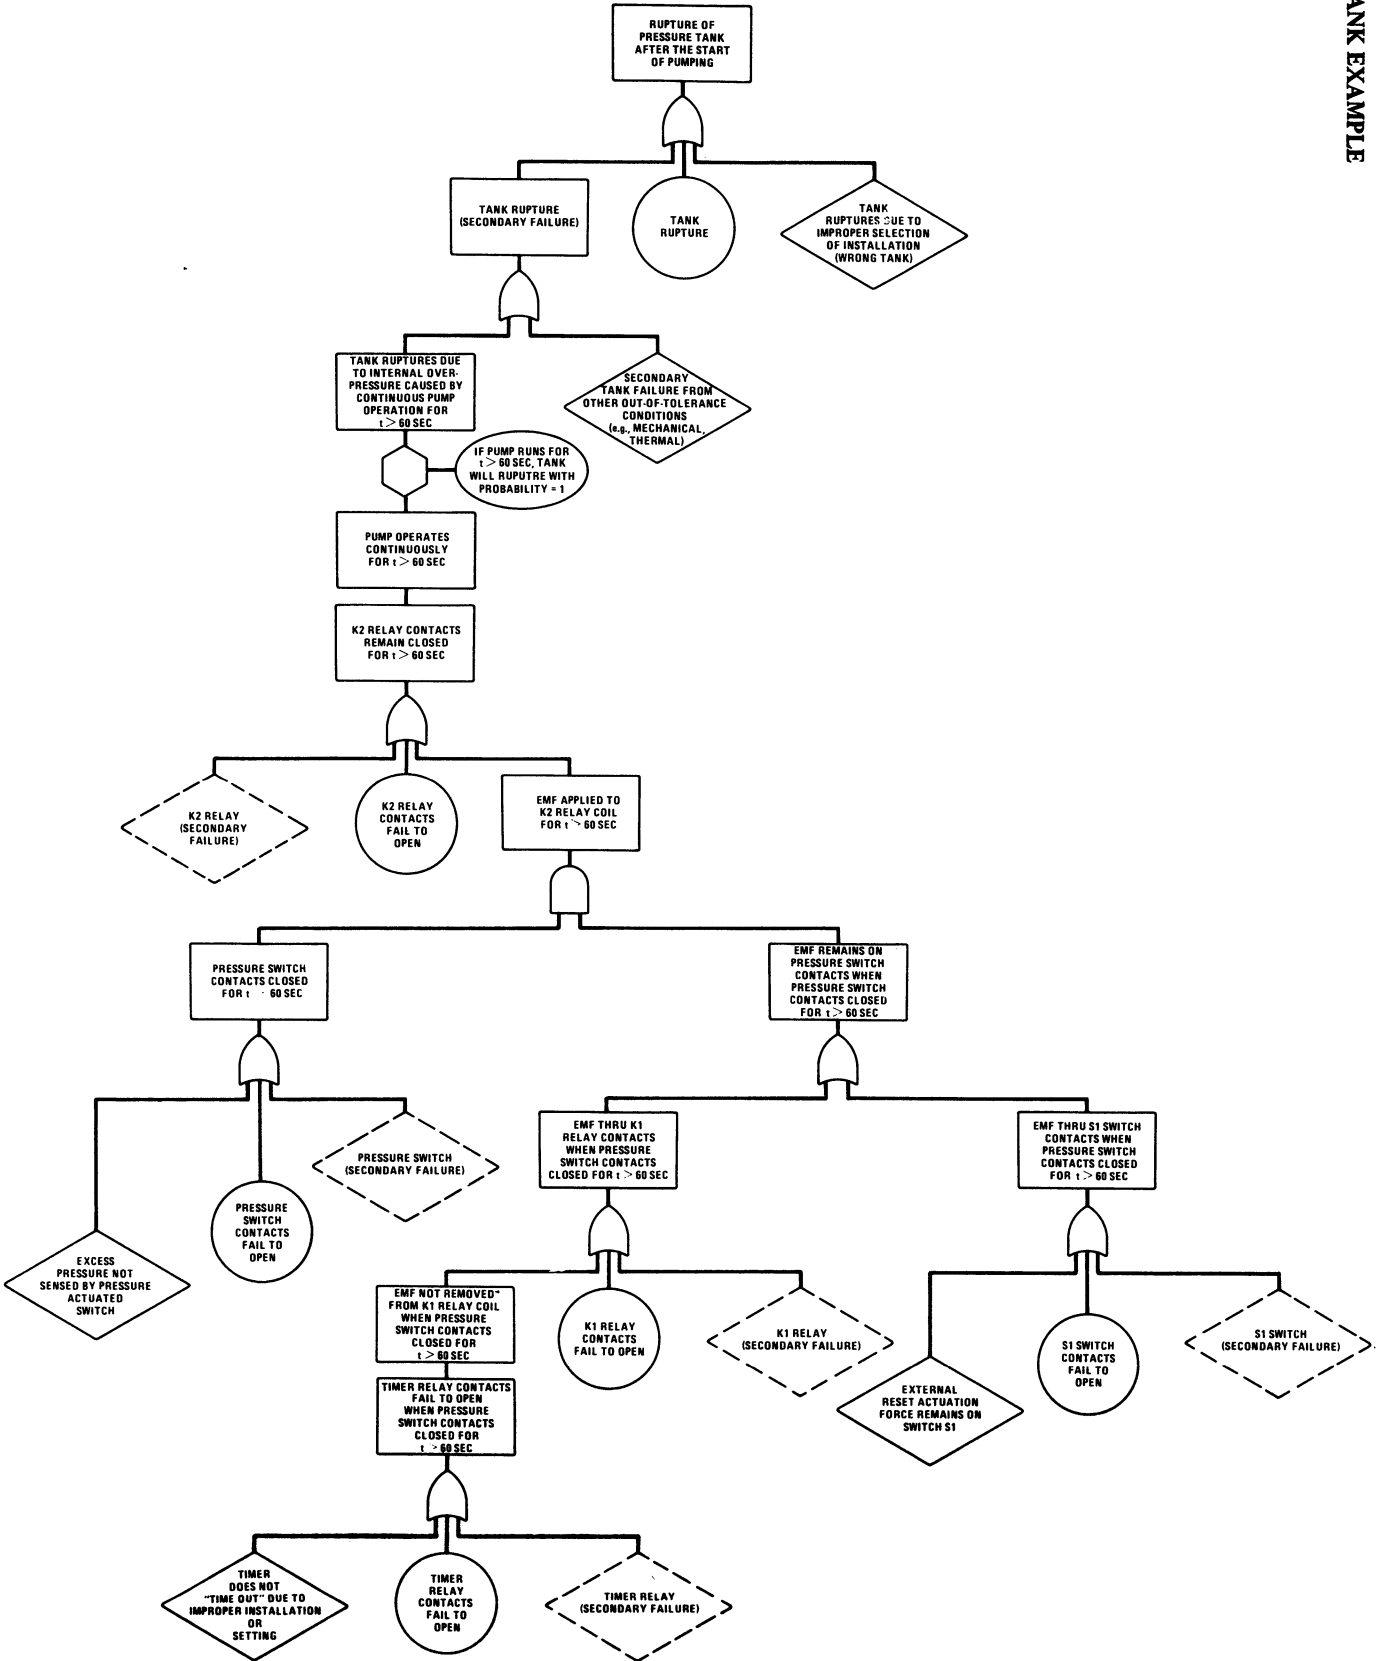 ANK EXAMPLE
RUPTURE OF
PRESSURE TANK
AFTER THE START
OF PUMPING
TANK RUPTURE
(SECONDARY FAILURE)
TANK
RUPTURE
TANK
RUPTURES DUE TO
IMPROPER SELECTION
OF INSTALLATION
(WRONG TANK)
TANK RUPTURES DUE
TO INTERNAL OVER-
PRESSURE CAUSED BY
CONTINUOUS PUMP
OPERATION FOR
t > 60 SEC
SECONDARY
TANK FAILURE FROM
OTHER OUT-OF-TOLERANCE
CONDITIONS
(e.g., MECHANICAL,
THERMAL)
IF PUMP RUNS FOR
t > 60 SEC, TANK
WILL RUPUTRE WITH
PROBABILITY = 1
PUMP OPERATES
CONTINUOUSLY
FOR t > 60 SEC
K2 RELAY CONTACTS
REMAIN CLOSED
FOR t > 60 SEC
K2 RELAY
(SECONDARY
FAILURE)
K2 RELAY
CONTACTS
FAIL TO
OPEN
EMF APPLIED TO
K2 RELAY COIL
FOR t > 60 SEC
PRESSURE SWITCH
CONTACTS CLOSED
FOR t 60 SEC
EMF REMAINS ON
PRESSURE SWITCH
CONTACTS WHEN
PRESSURE SWITCH
CONTACTS CLOSED
FOR t > 60 SEC
EXCESS
PRESSURE NOT
SENSED BY PRESSURE
ACTUATED
SWITCH
PRESSURE
SWITCH
CONTACTS
FAIL TO
OPEN
PRESSURE SWITCH
(SECONDARY FAILURE)
EMF THRU K1
RELAY CONTACTS
WHEN PRESSURE
SWITCH CONTACTS
CLOSED FOR t > 60 SEC
EMF THRU S1 SWITCH
CONTACTS WHEN
PRESSURE SWITCH
CONTACTS CLOSED
FOR t > 60 SEC
EMF NOT REMOVED
FROM K1 RELAY COIL
WHEN PRESSURE
SWITCH CONTACTS
CLOSED FOR
t > 60 SEC
K1 RELAY
CONTACTS
FAIL TO OPEN
K1 RELAY
(SECONDARY FAILURE)
EXTERNAL
RESET ACTUATION
FORCE REMAINS ON
SWITCH S1
S1 SWITCH
CONTACTS
FAIL TO
OPEN
S1 SWITCH
(SECONDARY FAILURE)
TIMER RELAY CONTACTS
FAIL TO OPEN
WHEN PRESSURE
SWITCH CONTACTS
CLOSED FOR
t > 60 SEC
TIMER
DOES NOT
"TIME OUT" DUE TO
IMPROPER INSTALLATION
OR
SETTING
TIMER
RELAY
CONTACTS
FAIL TO
OPEN
TIMER RELAY
(SECONDARY FAILURE)